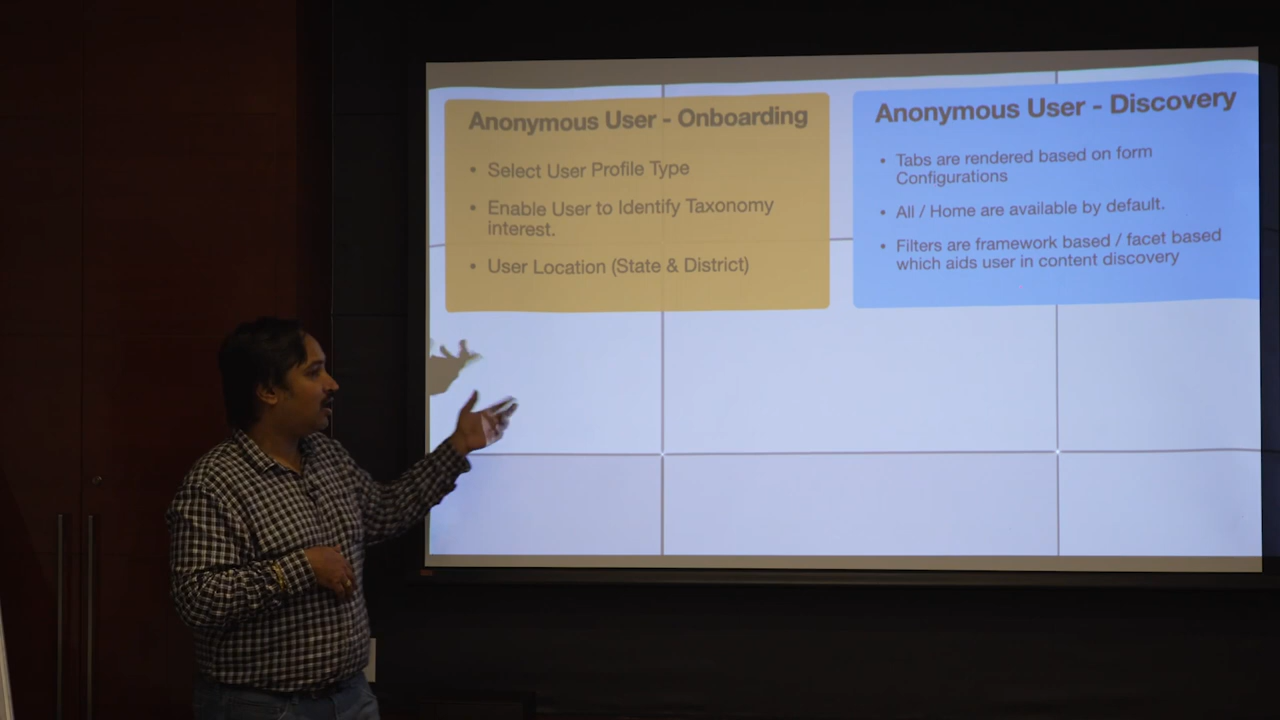 Anonymous User - Onboarding
• Select User Profile Type
• Enable User to Identify Taxonomy
interest.
• User Location (State & District)
Anonymous User - Discovery
• Tabs are rendered based on form
Configurations
• All / Home are available by default.
• Filters are framework based / facet based
which aids user in content discovery